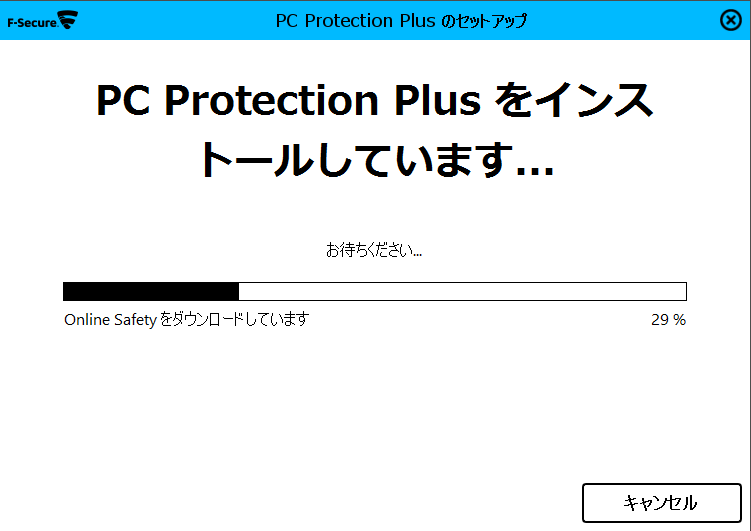 F-Secure.
PC Protection Plus のセットアップ
PC Protection Plus をインス
トールしています...
お待ちください...
Online Safety をダウンロードしています
29 %
キャンセル